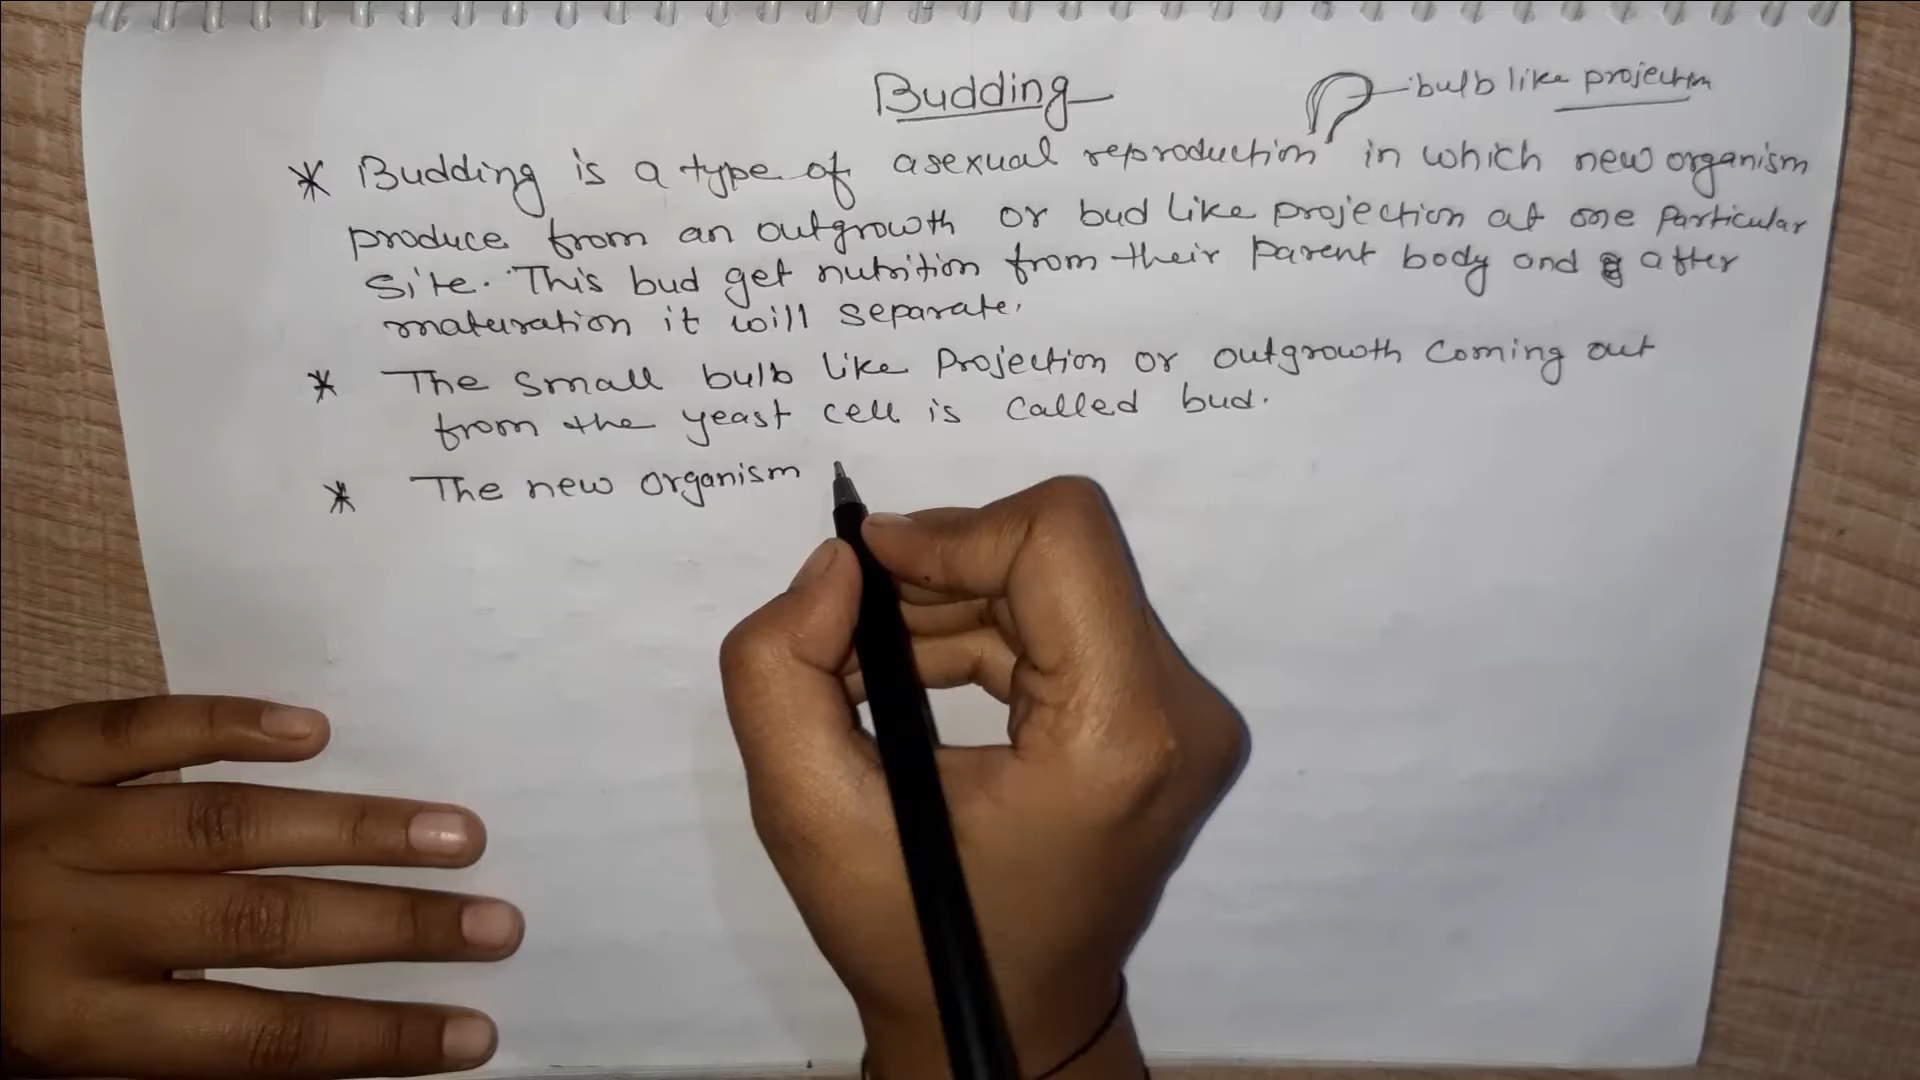 Budding
bulb like projection
* Budding is a type of asexual reproduction in which new organism
produce from an outgrowth or bud like projection at one particular
site. This bud get nutrition from their parent body and after
maturation it will separate.
* The small bulb like projection or outgrowth coming out
from the yeast cell is called bud.
* The new organism